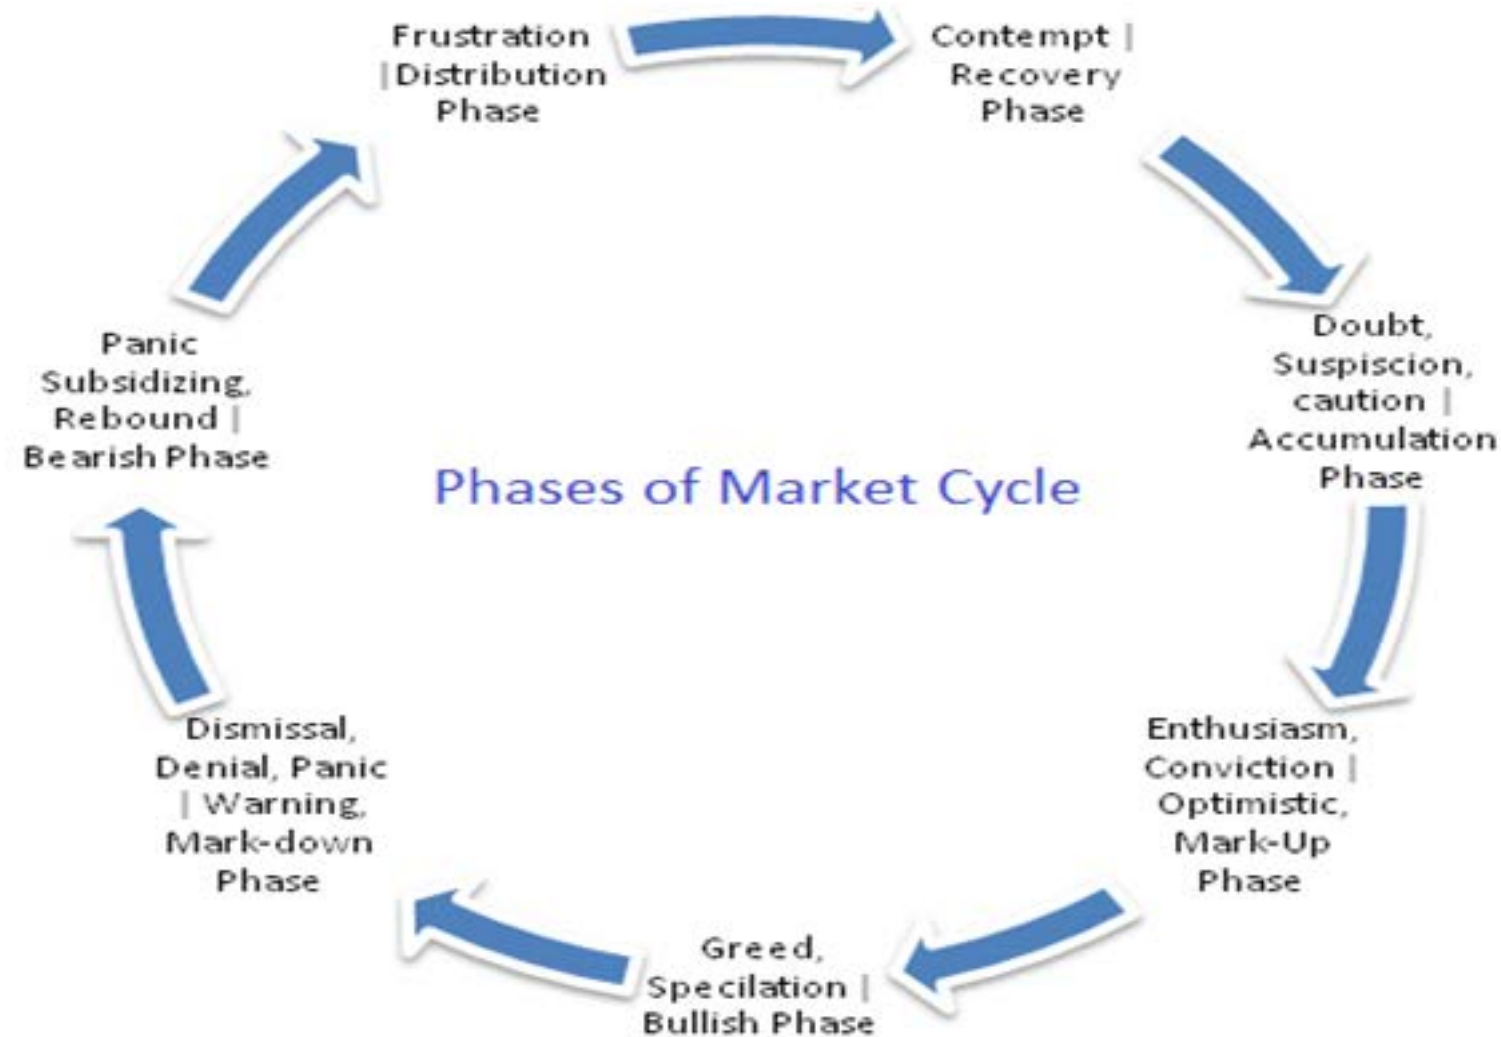 Frustration
|Distribution
Phase
Contempt |
Recovery
Phase
Doubt,
Suspiscion,
caution |
Accumulation
Phase
Enthusiasm,
Conviction |
Optimistic,
Mark-Up
Phase
Greed,
Specilation |
Bullish Phase
Dismissal,
Denial, Panic
| Warning,
Mark-down
Phase
Panic
Subsidizing,
Rebound |
Bearish Phase
Phases of Market Cycle